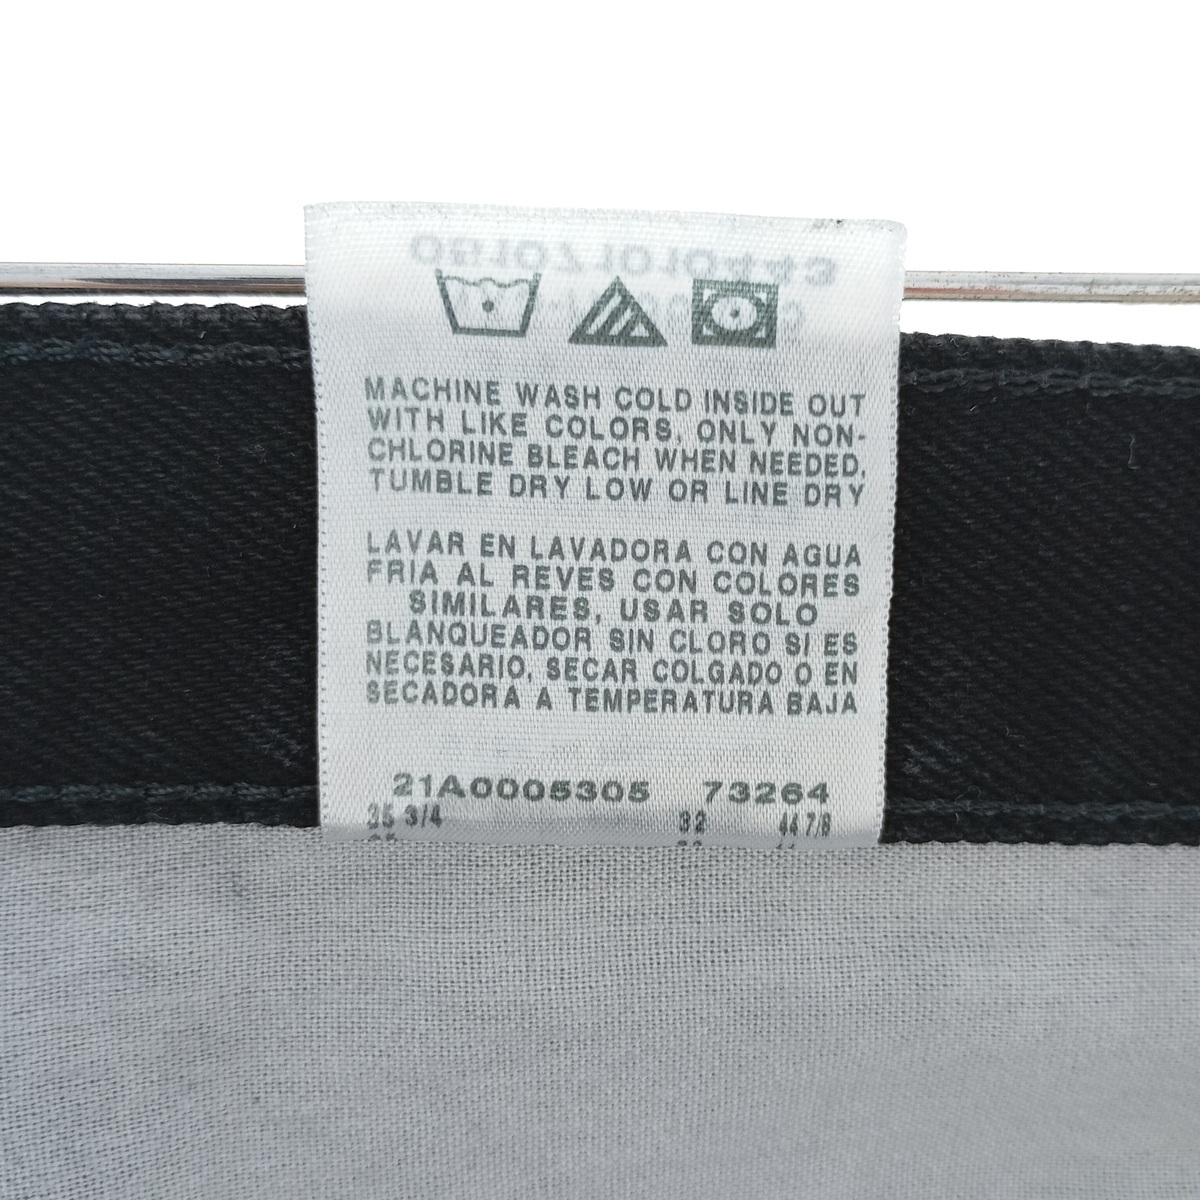 MACHINE WASH COLD INSIDE OUT
WITH LIKE COLORS, ONLY NON-
CHLORINE BLEACH WHEN NEEDED,
TUMBLE DRY LOW OR LINE DRY
LAVAR EN LAVADORA CON AGUA
FRIA AL REVES CON COLORES
SIMILARES, USAR SOLO
BLANQUEADOR SIN CLORO SI ES
NECESARIO, SECAR COLGADO O EN
SECADORA A TEMPERATURA BAJA
21A0005305 73264
35 3/4 32 44 7/8